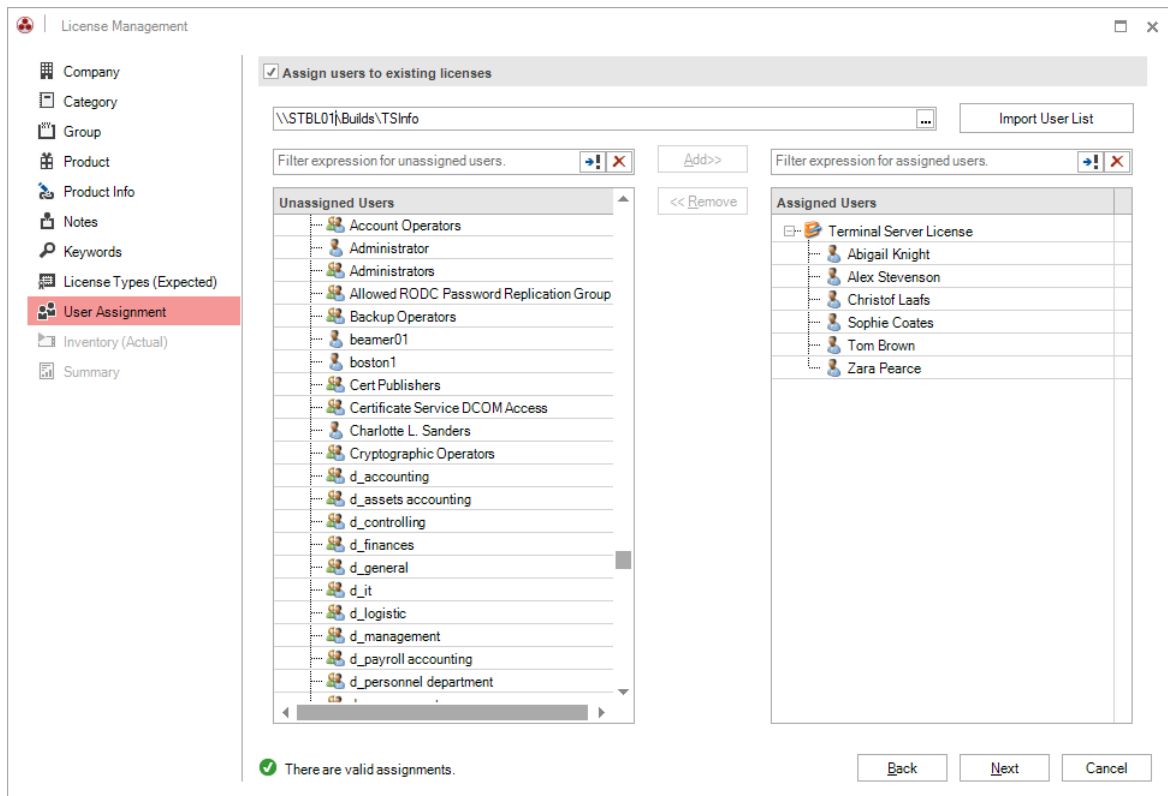 License Management
Company
Category
Group
Product
Product Info
Notes
Keywords
License Types (Expected)
User Assignment
Inventory (Actual)
Summary
Assign users to existing licenses
\\STBL01\Builds\TSInfo
...
Import User List
Filter expression for unassigned users.
Add>>
Filter expression for assigned users.
Unassigned Users
<< Remove
Assigned Users
Account Operators
Administrator
Administrators
Allowed RODC Password Replication Group
Backup Operators
beamer01
boston1
Cert Publishers
Certificate Service DCOM Access
Charlotte L. Sanders
Cryptographic Operators
d_accounting
d_assets accounting
d_controlling
d_finances
d_general
d_it
d_logistic
d_management
d_payroll accounting
d_personnel department
Terminal Server License
Abigail Knight
Alex Stevenson
Christof Laafs
Sophie Coates
Tom Brown
Zara Pearce
There are valid assignments.
Back
Next
Cancel